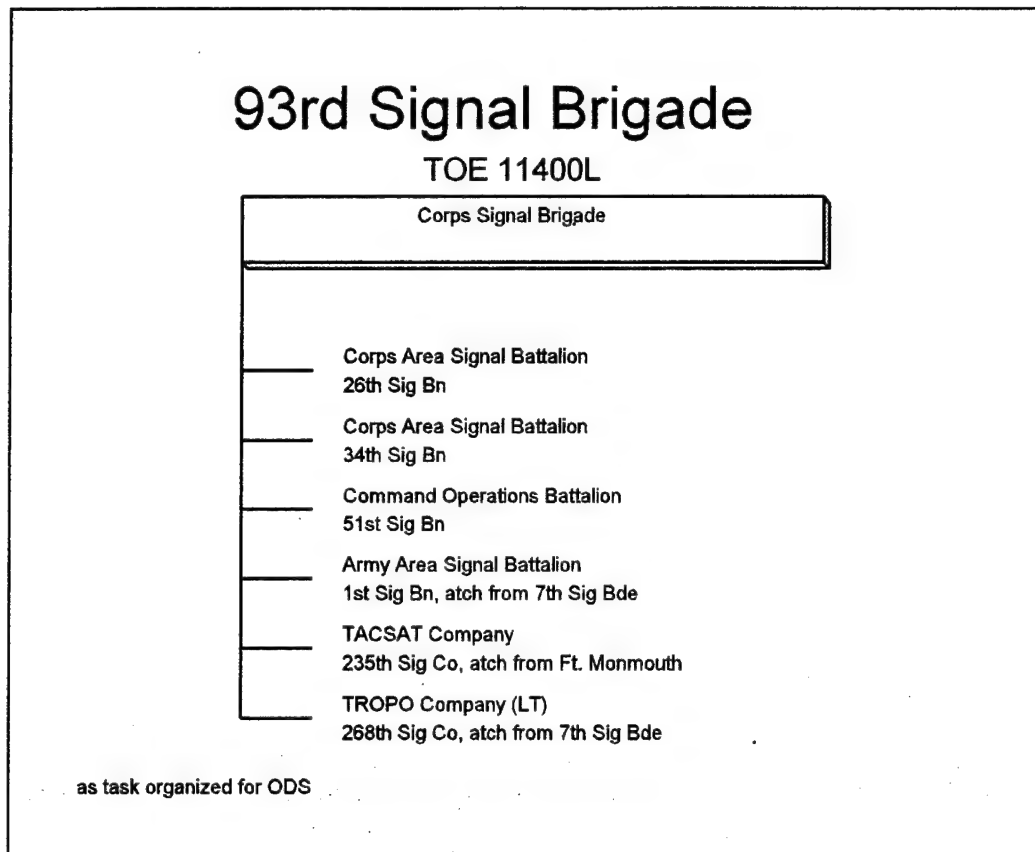 93rd Signal Brigade
TOE 11400L
Corps Signal Brigade
Corps Area Signal Battalion
26th Sig Bn
Corps Area Signal Battalion
34th Sig Bn
Command Operations Battalion
51st Sig Bn
Army Area Signal Battalion
1st Sig Bn, atch from 7th Sig Bde
TACSAT Company
235th Sig Co, atch from Ft. Monmouth
TROPO Company (LT)
268th Sig Co, atch from 7th Sig Bde
as task organized for ODS